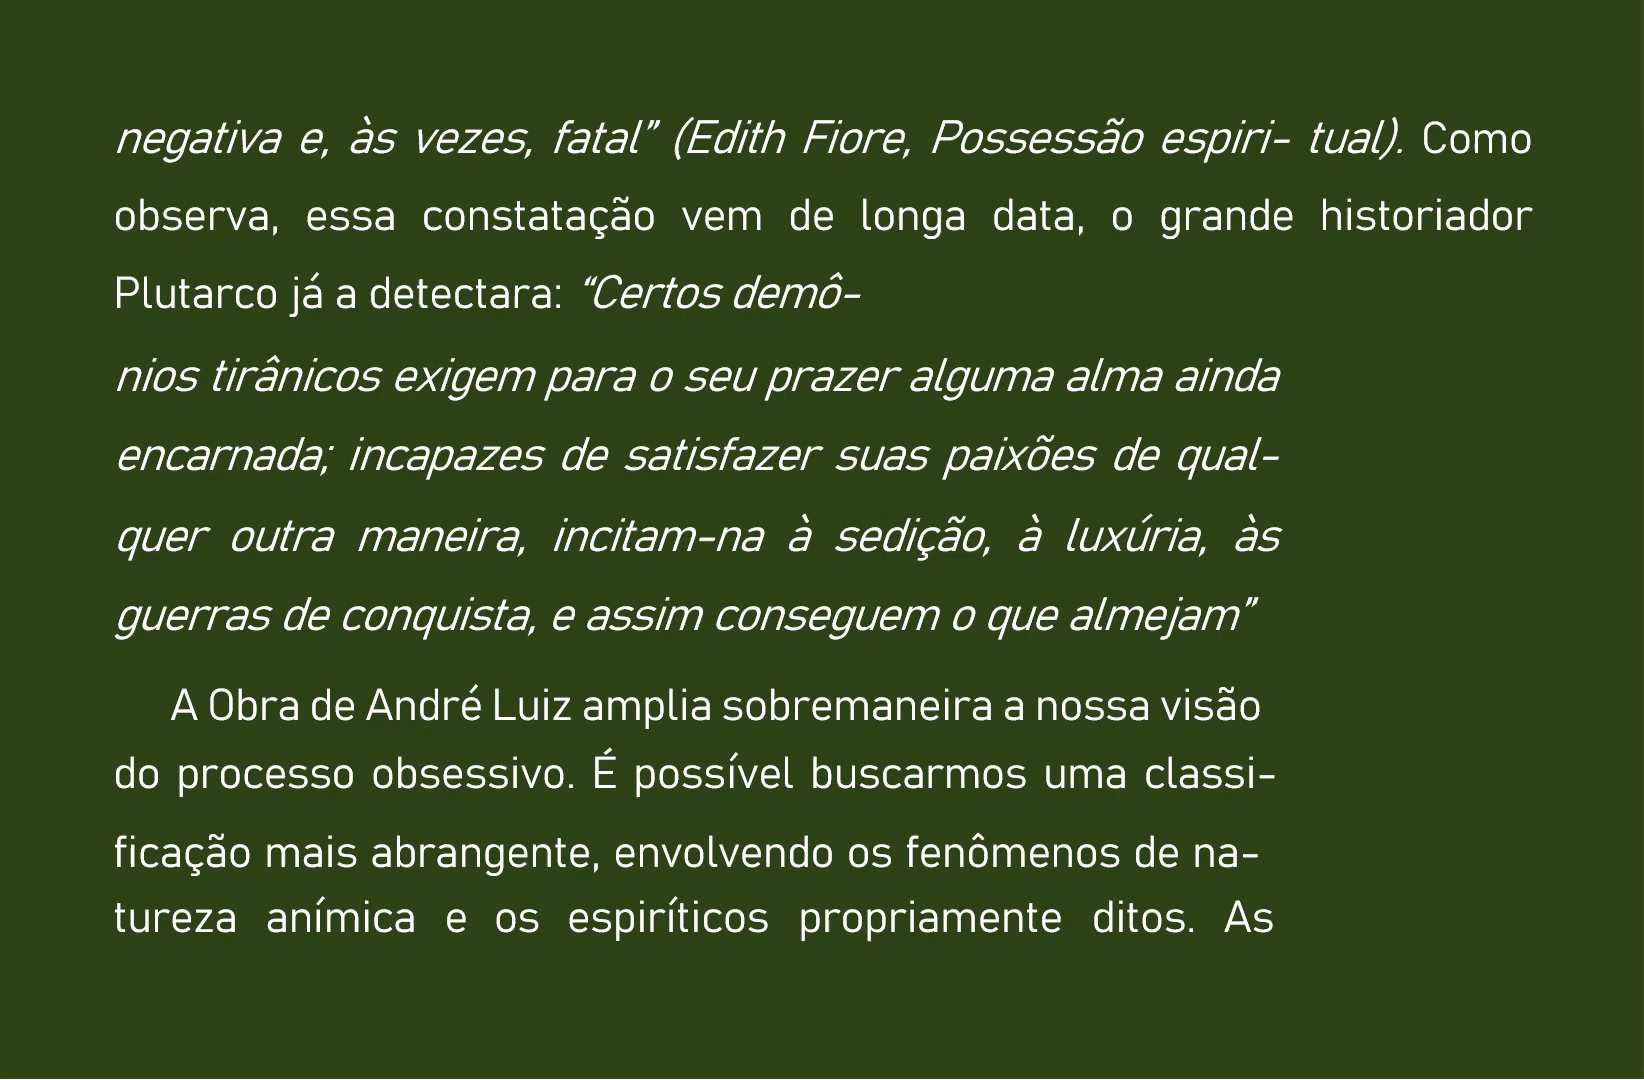 negativa e, às vezes, fatal” (Edith Fiore, Possessão espiri- tual). Como
observa, essa constatação vem de longa data, o grande historiador
Plutarco já a detectara: “Certos demô-
nios tirânicos exigem para o seu prazer alguma alma ainda
encarnada; incapazes de satisfazer suas paixões de qual-
quer outra maneira, incitam-na à sedição, à luxúria, às
guerras de conquista, e assim conseguem o que almejam”
A Obra de André Luiz amplia sobremaneira a nossa visão
do processo obsessivo. É possível buscarmos uma classi-
ficação mais abrangente, envolvendo os fenômenos de na-
tureza anímica e os espiríticos propriamente ditos. As